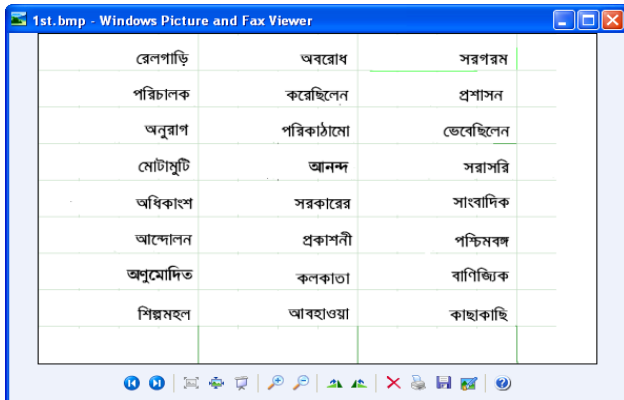 1st.bmp - Windows Picture and Fax Viewer
রেলগাড়ি অবরোধ সরগরম
পরিচালক করেছিলেন প্রশাসন
অনুরাগ পরিকাঠামো ভেবেছিলেন
মোটামুটি আনন্দ সরাসরি
অধিকাংশ সরকারের সাংবাদিক
আন্দোলন প্রকাশনী পশ্চিমবঙ্গ
অণুমোদিত কলকাতা বাণিজ্যিক
শিল্পমহল আবহাওয়া কাছাকাছি